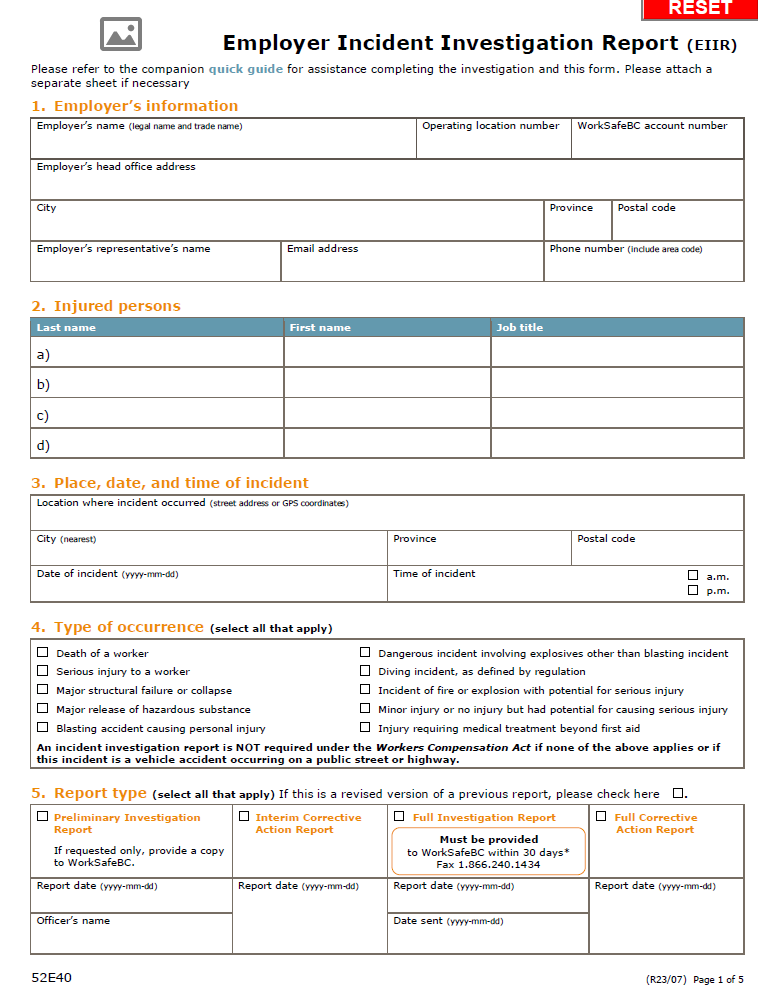 RESET
Employer Incident Investigation Report (EIIR)
Please refer to the companion quick guide for assistance completing the investigation and this form. Please attach a
separate sheet if necessary
1. Employer's information
Employer's name (legal name and trade name)
Operating location number
WorkSafeBC account number
Employer's head office address
City
Province
Postal code
Employer's representative's name
Email address
Phone number (include area code)
2. Injured persons
Last name
First name
Job title
a)
b)
c)
d)
3. Place, date, and time of incident
Location where incident occurred (street address or GPS coordinates)
City (nearest)
Province
Postal code
Date of incident (yyyy-mm-dd)
Time of incident
a.m.
p.m.
4. Type of occurrence (select all that apply)
Death of a worker
Dangerous incident involving explosives other than blasting incident
Serious injury to a worker
Diving incident, as defined by regulation
Major structural failure or collapse
Incident of fire or explosion with potential for serious injury
Major release of hazardous substance
Minor injury or no injury but had potential for causing serious injury
Blasting accident causing personal injury
Injury requiring medical treatment beyond first aid
An incident investigation report is NOT required under the Workers Compensation Act if none of the above applies or if
this incident is a vehicle accident occurring on a public street or highway.
5. Report type (select all that apply) If this is a revised version of a previous report, please check here .
Preliminary Investigation
Report
If requested only, provide a copy
to WorkSafeBC.
Interim Corrective
Action Report
Full Investigation Report
Must be provided
to WorkSafeBC within 30 days*
Fax 1.866.240.1434
Full Corrective
Action Report
Report date (yyyy-mm-dd)
Report date (yyyy-mm-dd)
Report date (yyyy-mm-dd)
Report date (yyyy-mm-dd)
Officer's name
Date sent (yyyy-mm-dd)
52E40
(R23/07) Page 1 of 5